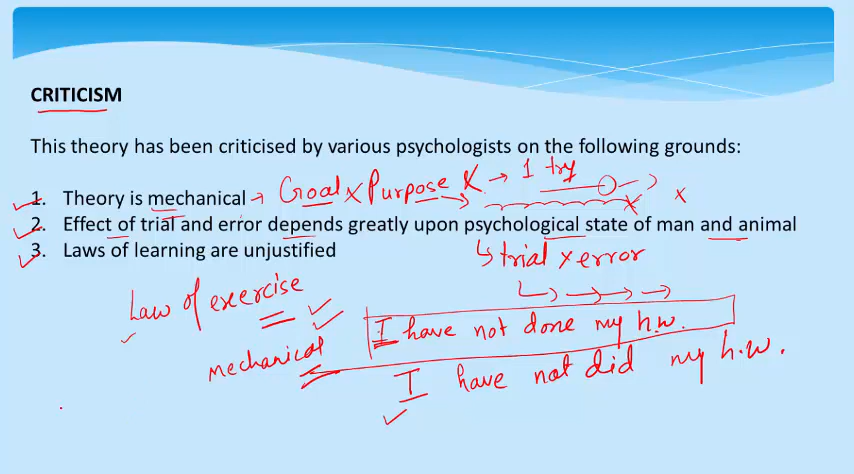 CRITICISM
This theory has been criticised by various psychologists on the following grounds:
1. Theory is mechanical → Goal x Purpose x → 1 try
2. Effect of trial and error depends greatly upon psychological state of man and animal
3. Laws of learning are unjustified
↳ trial x error
Law of exercise
I have not done my h.w.
mechanical
I have not did my h.w.